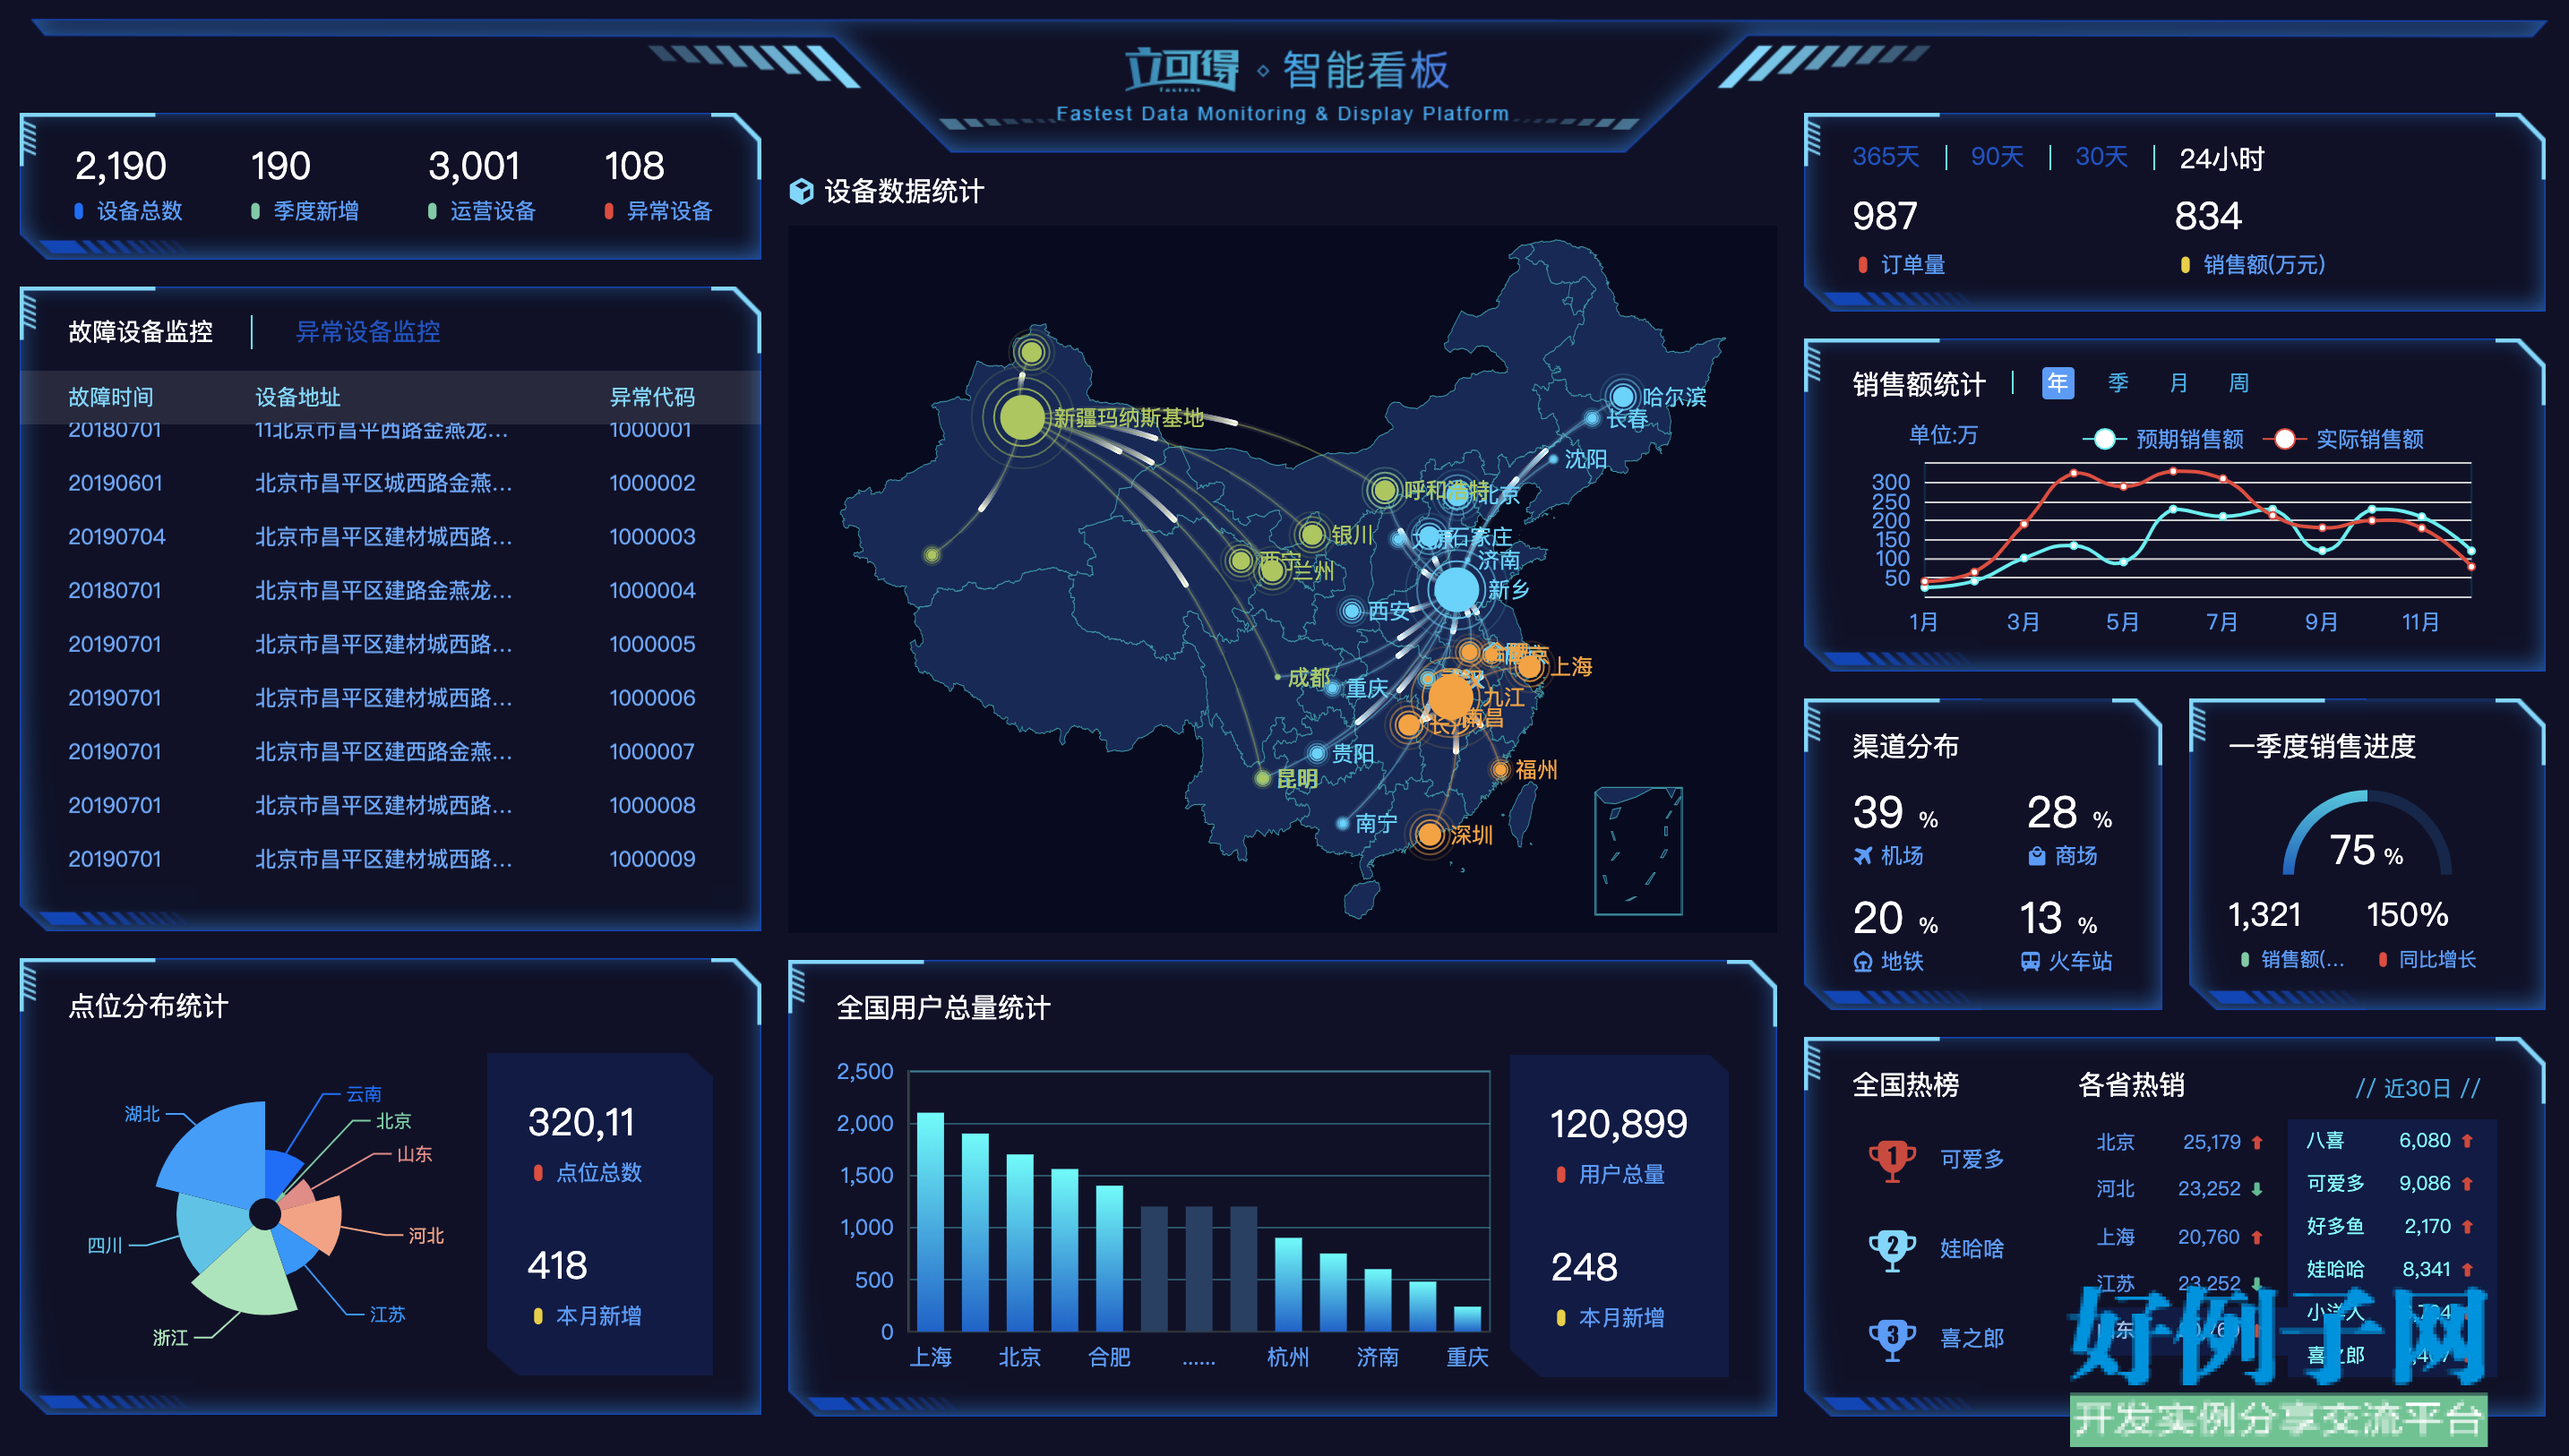 立可得 · 智能看板
Fastest Data Monitoring & Display Platform
2,190
190
3,001
108
设备总数
季度新增
运营设备
异常设备
故障设备监控
异常设备监控
故障时间 设备地址 异常代码
20180701 11北京市昌平西路金燕龙... 1000001
20190601 北京市昌平区城西路金燕... 1000002
20190704 北京市昌平区建材城西路... 1000003
20180701 北京市昌平区建路金燕龙... 1000004
20190701 北京市昌平区建材城西路... 1000005
20190701 北京市昌平区建材城西路... 1000006
20190701 北京市昌平区建西路金燕... 1000007
20190701 北京市昌平区建材城西路... 1000008
20190701 北京市昌平区建材城西路... 1000009
点位分布统计
云南
北京
山东
河北
江苏
浙江
四川
湖北
320,11
点位总数
418
本月新增
设备数据统计
哈尔滨
长春
新疆玛纳斯基地
沈阳
呼和浩特
北京
银川
石家庄
西宁
济南
兰州
新乡
西安
上海
成都
重庆
九江
南昌
贵阳
福州
昆明
南宁
深圳
全国用户总量统计
2,500
2,000
1,500
1,000
500
0
上海 北京 合肥 ...... 杭州 济南 重庆
120,899
用户总量
248
本月新增
365天 90天 30天 24小时
987
834
订单量
销售额(万元)
销售额统计 年 季 月 周
单位:万
预期销售额 实际销售额
300
250
200
150
100
50
1月 3月 5月 7月 9月 11月
渠道分布
39 %
28 %
机场
商场
20 %
13 %
地铁
火车站
一季度销售进度
75 %
1,321
150%
销售额(...
同比增长
全国热榜
1 可爱多
2 娃哈啥
3 喜之郎
各省热销
// 近30日 //
北京 25,179
河北 23,252
上海 20,760
江苏 23,252
八喜 6,080
可爱多 9,086
好多鱼 2,170
娃哈哈 8,341
喜之郎
好例子网
开发实例分享交流平台